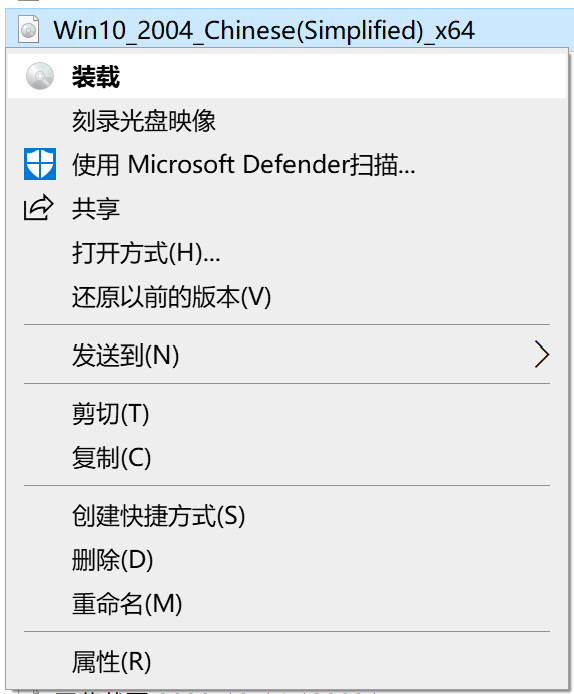 Win10_2004_Chinese(Simplified)_x64
装载
刻录光盘映像
使用 Microsoft Defender扫描...
共享
打开方式(H)...
还原以前的版本(V)
发送到(N)
剪切(T)
复制(C)
创建快捷方式(S)
删除(D)
重命名(M)
属性(R)